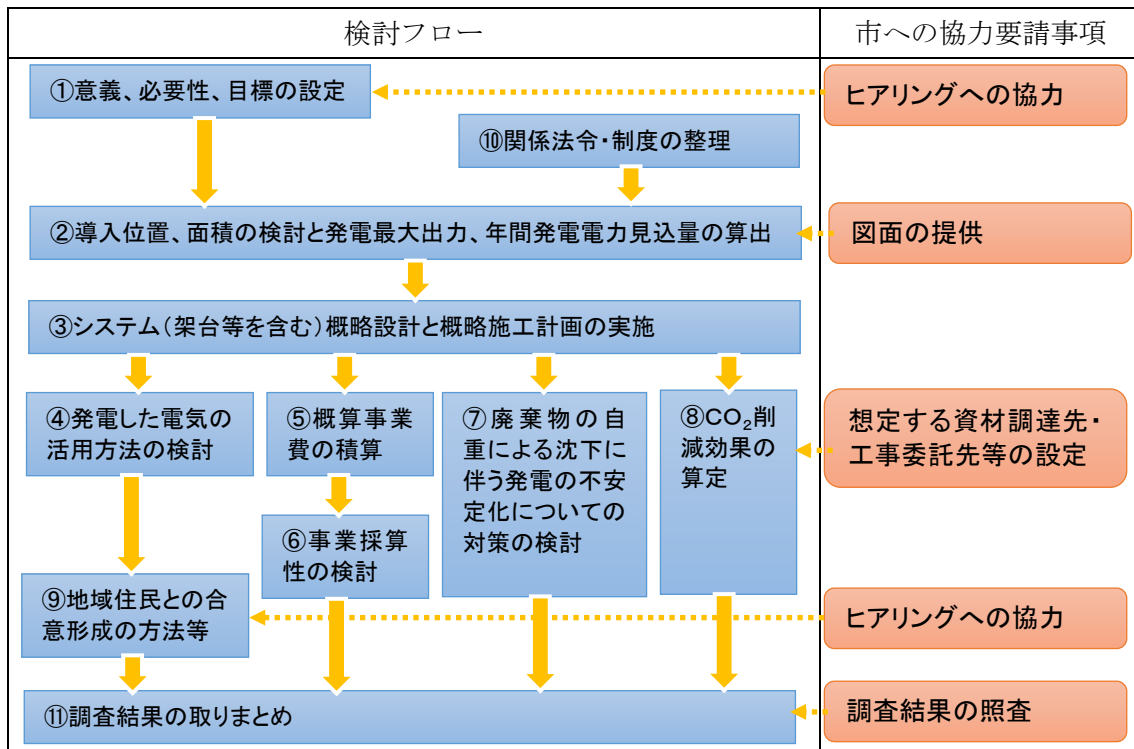 検討フロー
市への協力要請事項
①意義、必要性、目標の設定
ヒアリングへの協力
⑩関係法令・制度の整理
②導入位置、面積の検討と発電最大出力、年間発電電力見込量の算出
図面の提供
③システム(架台等を含む)概略設計と概略施工計画の実施
④発電した電気の
活用方法の検討
⑤概算事業
費の積算
⑥事業採算
性の検討
⑦廃棄物の自
重による沈下に
伴う発電の不安
定化についての
対策の検討
⑧CO₂削
減効果の
算定
想定する資材調達先・
工事委託先等の設定
⑨地域住民との合
意形成の方法等
ヒアリングへの協力
⑪調査結果の取りまとめ
調査結果の照査